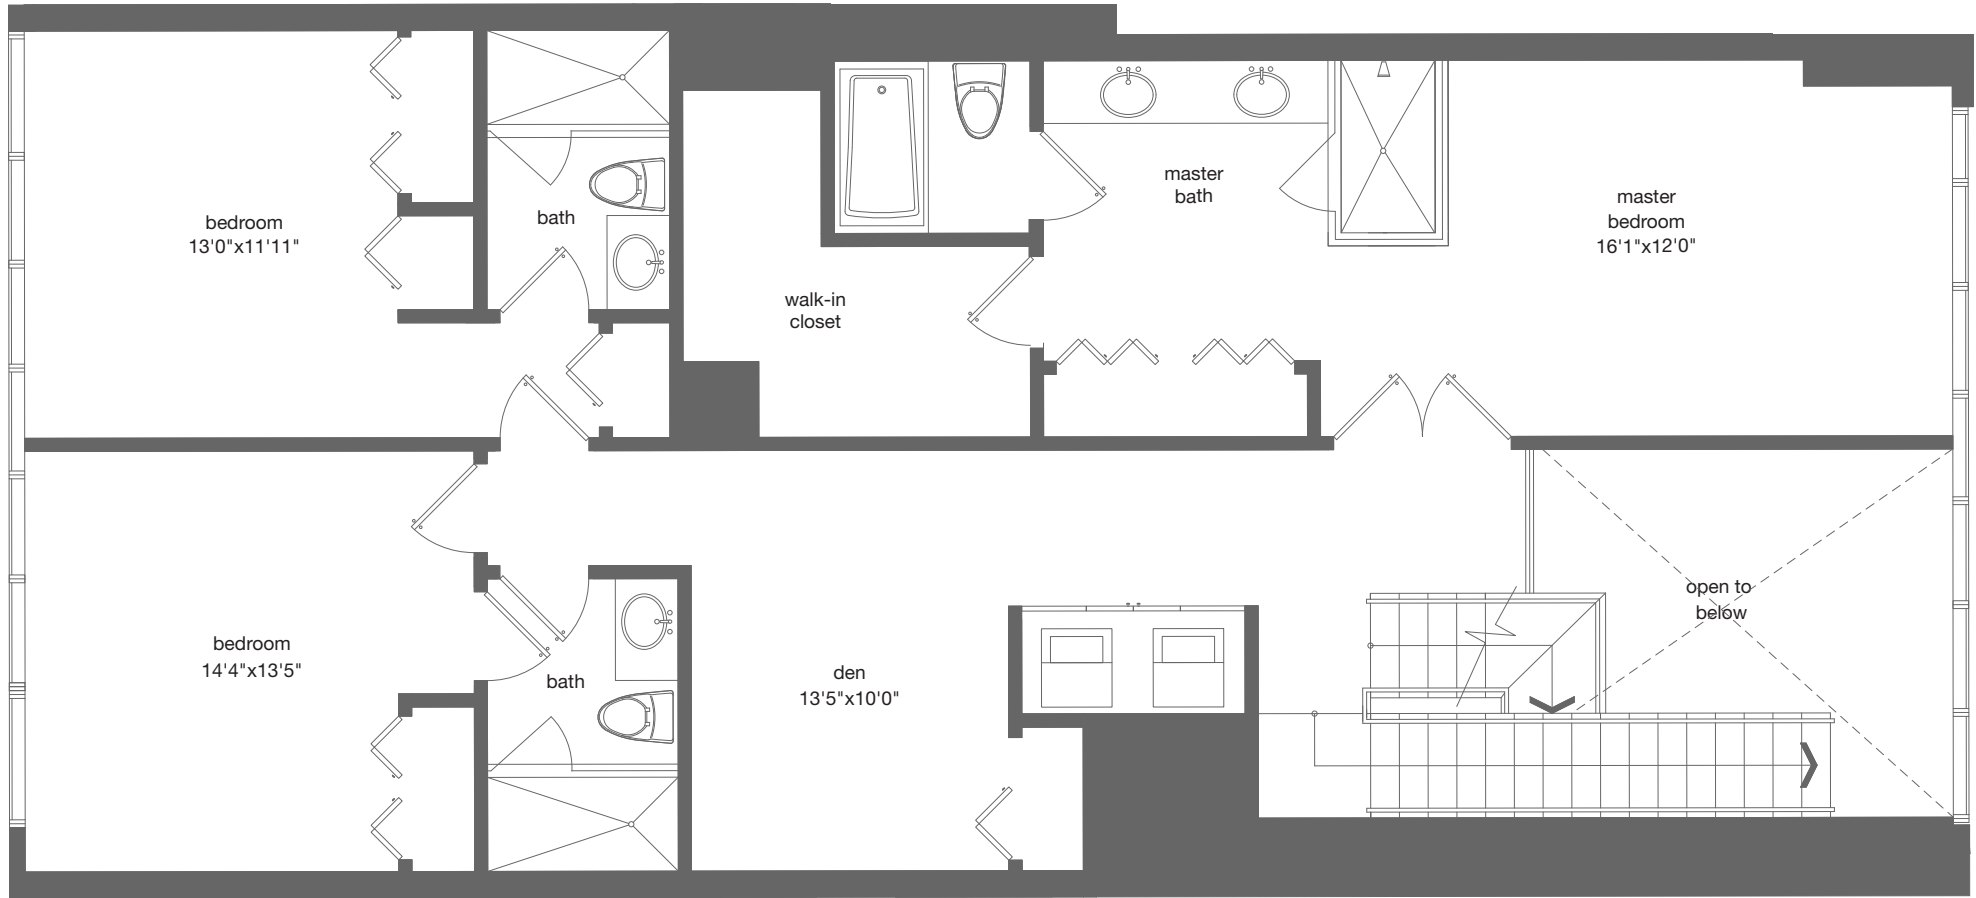 bedroom
13'0"x11'11"
bath
walk-in
closet
master
bath
master
bedroom
16'1"x12'0"
bedroom
14'4"x13'5"
bath
den
13'5"x10'0"
open to
below